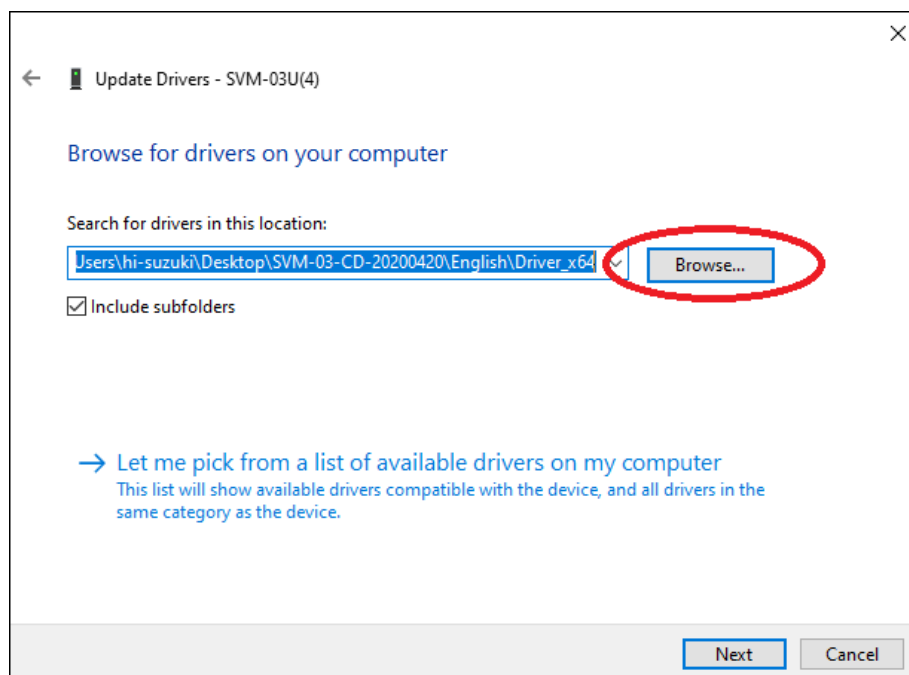 Update Drivers - SVM-03U(4)
Browse for drivers on your computer
Search for drivers in this location:
Users\hi-suzuki\Desktop\SVM-03-CD-20200420\English\Driver_x64
Browse...
Include subfolders
Let me pick from a list of available drivers on my computer
This list will show available drivers compatible with the device, and all drivers in the
same category as the device.
Next
Cancel